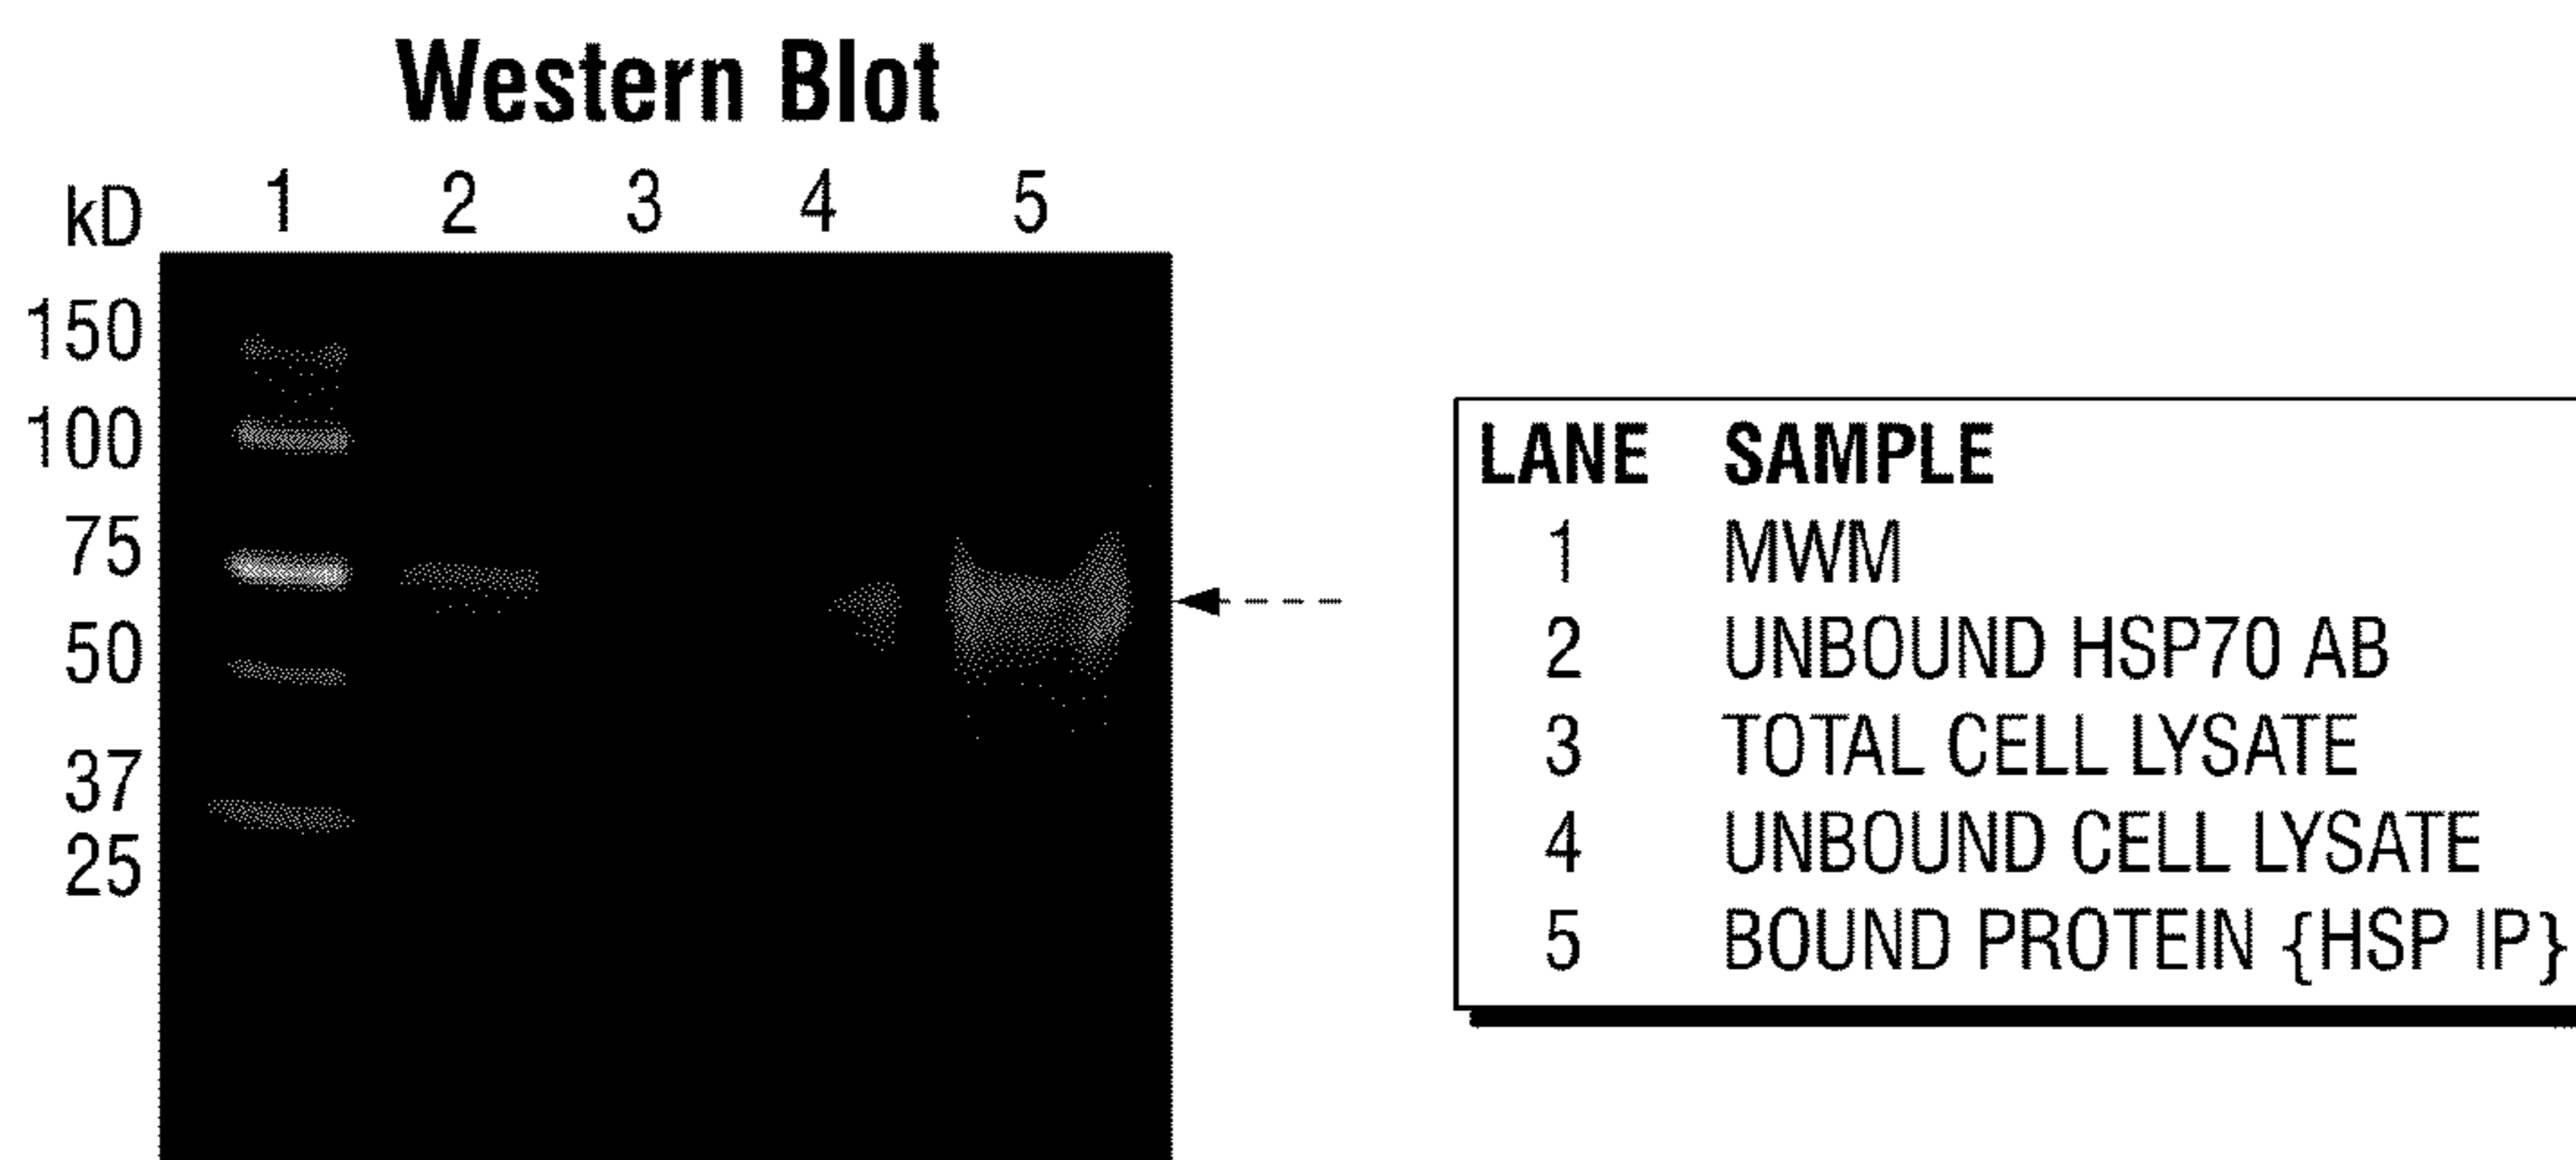 Western Blot
kD 1 2 3 4 5
150
100
75
50
37
25
LANE SAMPLE
1 MWM
2 UNBOUND HSP70 AB
3 TOTAL CELL LYSATE
4 UNBOUND CELL LYSATE
5 BOUND PROTEIN {HSP IP}